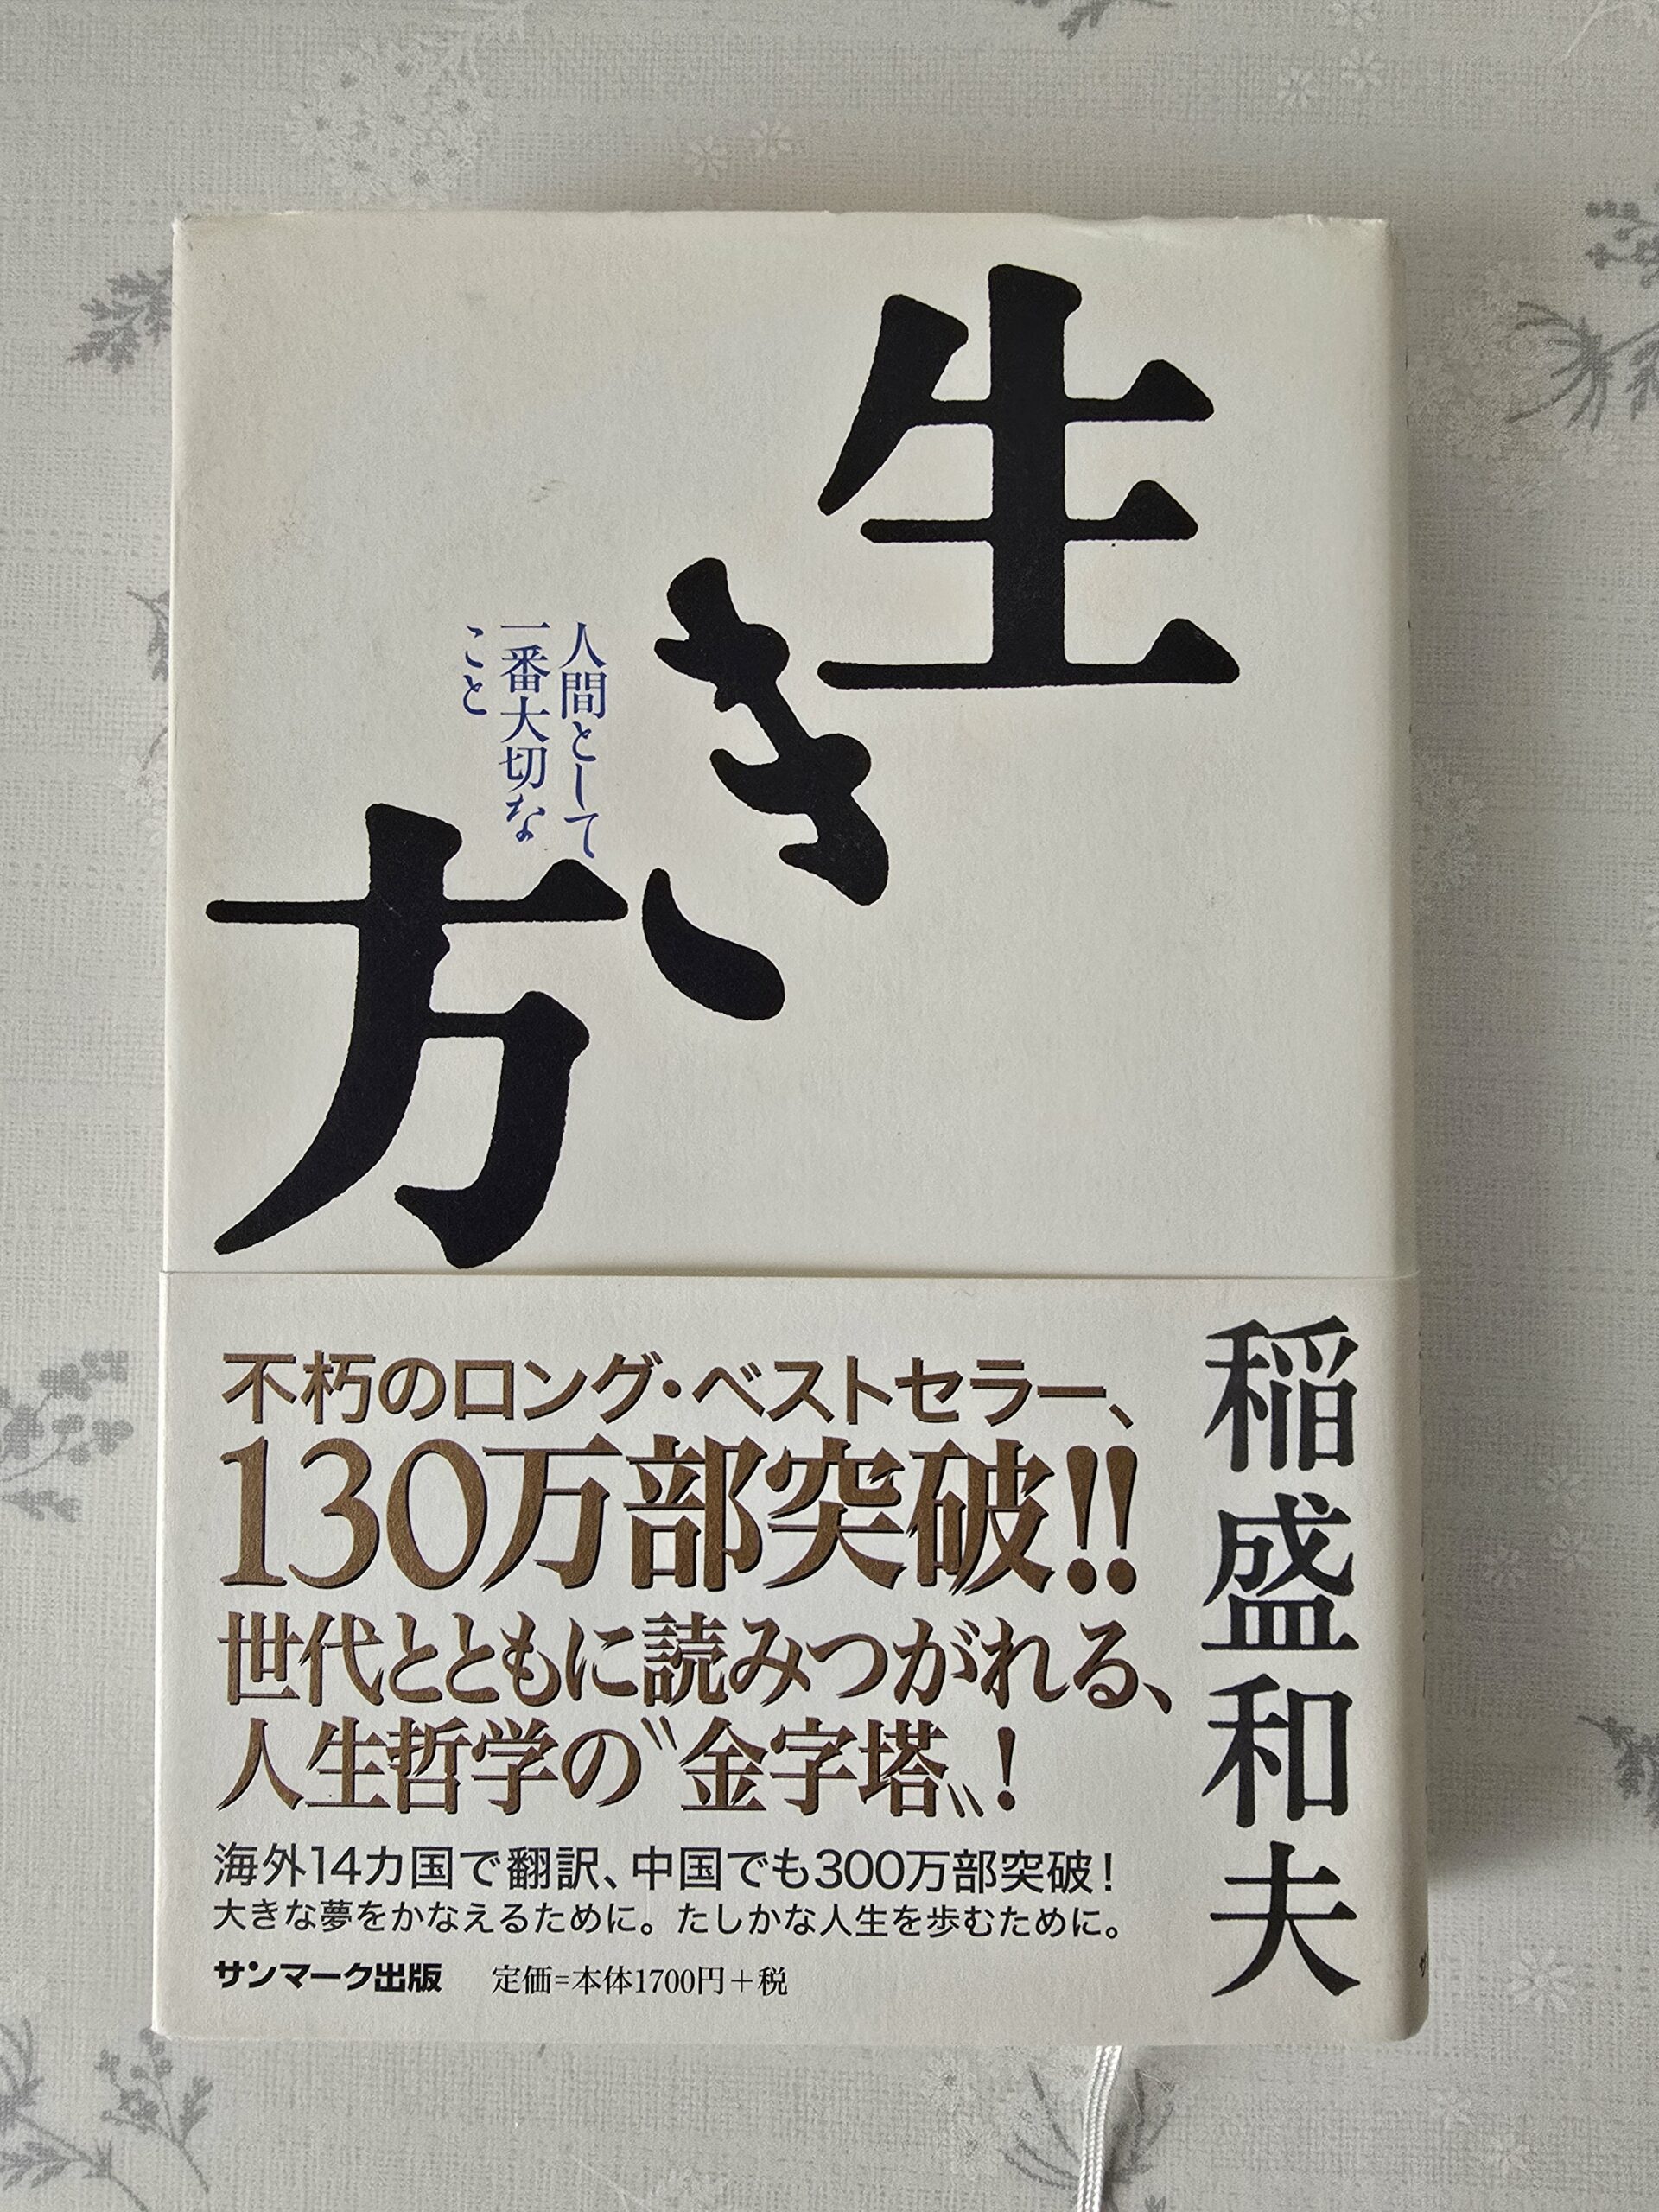 生き方
人間として
一番大切な
こと
稲盛和夫
不朽のロング・ベストセラー、
130万部突破!!
世代とともに読みつがれる、
人生哲学の〝金字塔〟!
海外14カ国で翻訳、中国でも300万部突破!
大きな夢をかなえるために。たしかな人生を歩むために。
サンマーク出版 定価=本体1700円+税